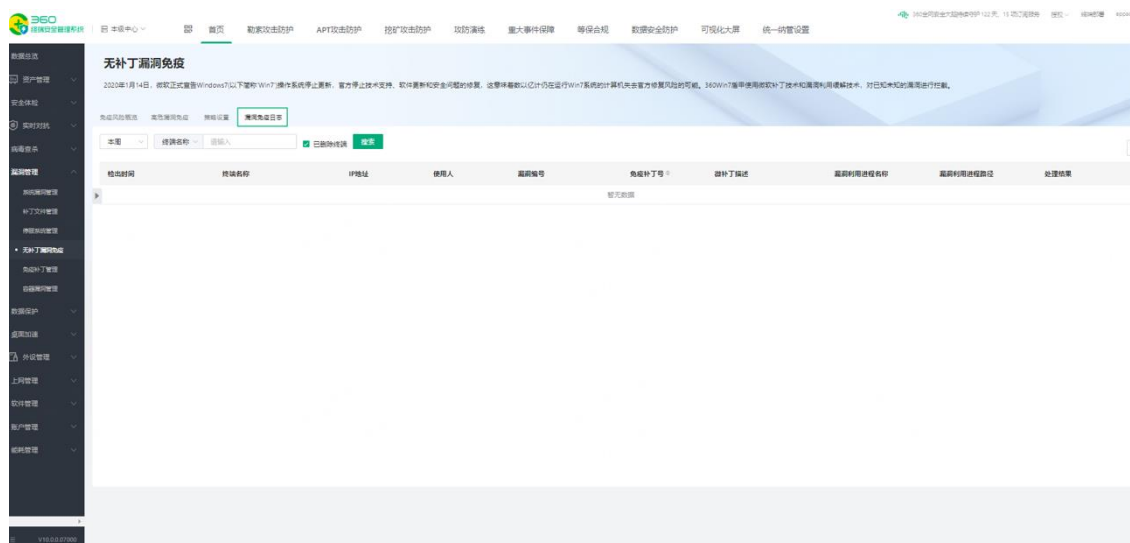 360
终端安全管理系统
本级中心
首页
勒索攻击防护
APT攻击防护
挖矿攻击防护
攻防演练
重大事件保障
等保合规
数据安全防护
可视化大屏
统一纳管设置
授权
终端部署
数据总览
资产管理
安全体检
实时对抗
病毒查杀
漏洞管理
系统漏洞管理
补丁文件管理
无补丁漏洞免疫
免疫补丁管理
容器漏洞管理
数据保护
桌面加速
外设管理
上网管理
软件管理
账户管理
能耗管理
V10.0.0.07000
无补丁漏洞免疫
2020年1月14日，微软正式宣告Windows7(以下简称'Win7')操作系统停止更新，官方停止技术支持、软件更新和安全问题的修复，这意味着数以亿计仍在运行Win7系统的计算机失去官方修复风险的可能。360Win7盾甲使用微软补丁技术和漏洞利用缓解技术，对已知未知的漏洞进行拦截。
免疫风险概览
高危漏洞免疫
策略设置
漏洞免疫日志
本周
终端名称
请输入
已删除终端
搜索
检出时间
终端名称
IP地址
使用人
漏洞编号
免疫补丁号
微补丁描述
漏洞利用进程名称
漏洞利用进程路径
处理结果
暂无数据